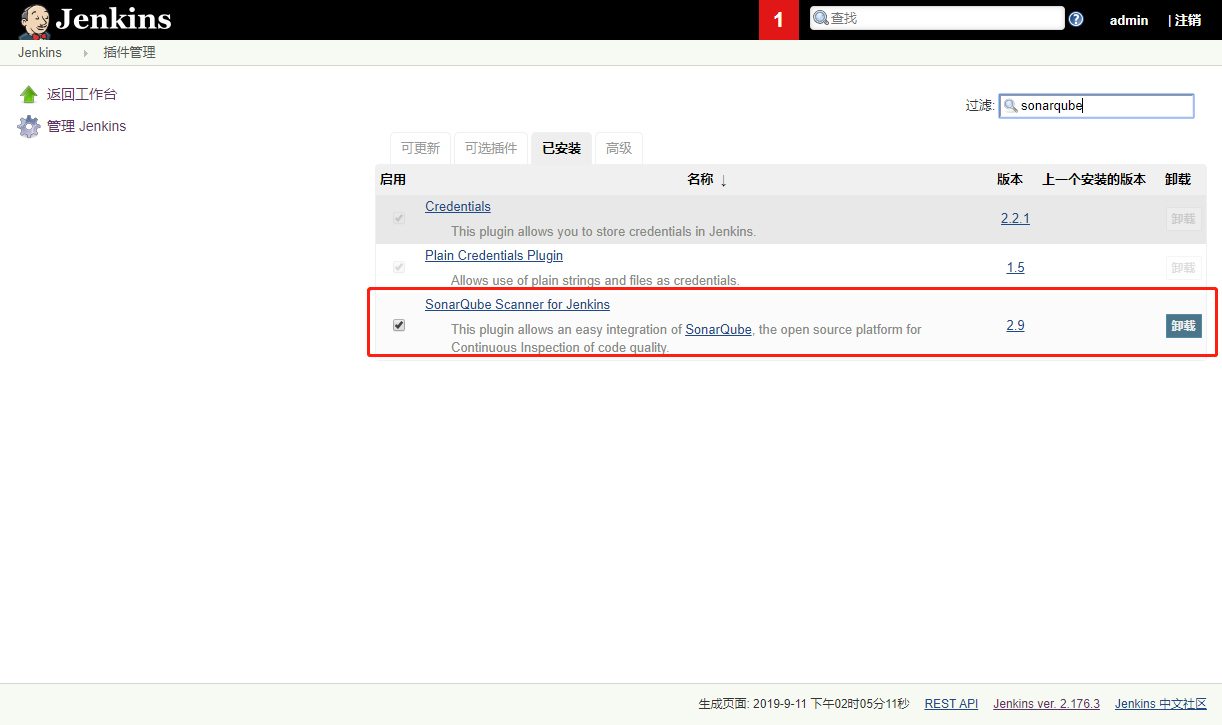 Jenkins
1
查找
admin
| 注销
Jenkins
插件管理
返回工作台
管理 Jenkins
过滤:
sonarqube
可更新
可选插件
已安装
高级
启用
名称 ↓
版本
上一个安装的版本
卸载
Credentials
This plugin allows you to store credentials in Jenkins.
2.2.1
卸载
Plain Credentials Plugin
Allows use of plain strings and files as credentials.
1.5
卸载
SonarQube Scanner for Jenkins
This plugin allows an easy integration of SonarQube, the open source platform for
Continuous Inspection of code quality.
2.9
卸载
生成页面: 2019-9-11 下午02时05分11秒
REST API
Jenkins ver. 2.176.3
Jenkins 中文社区